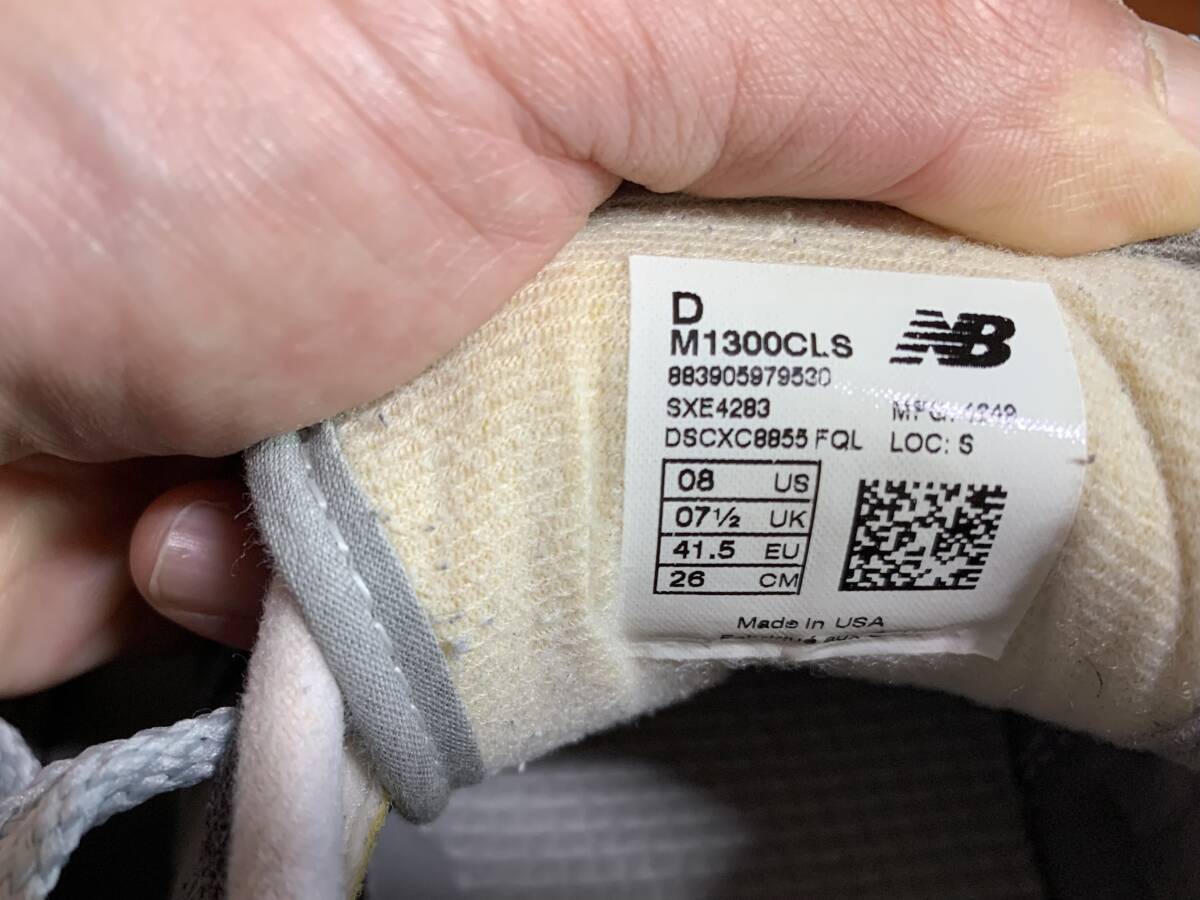 D
M1300CLS
NB
883905979530
SXE4283
DSCXC8855 FQL LOC: S
08 US
07½ UK
41.5 EU
26 CM
Made In USA